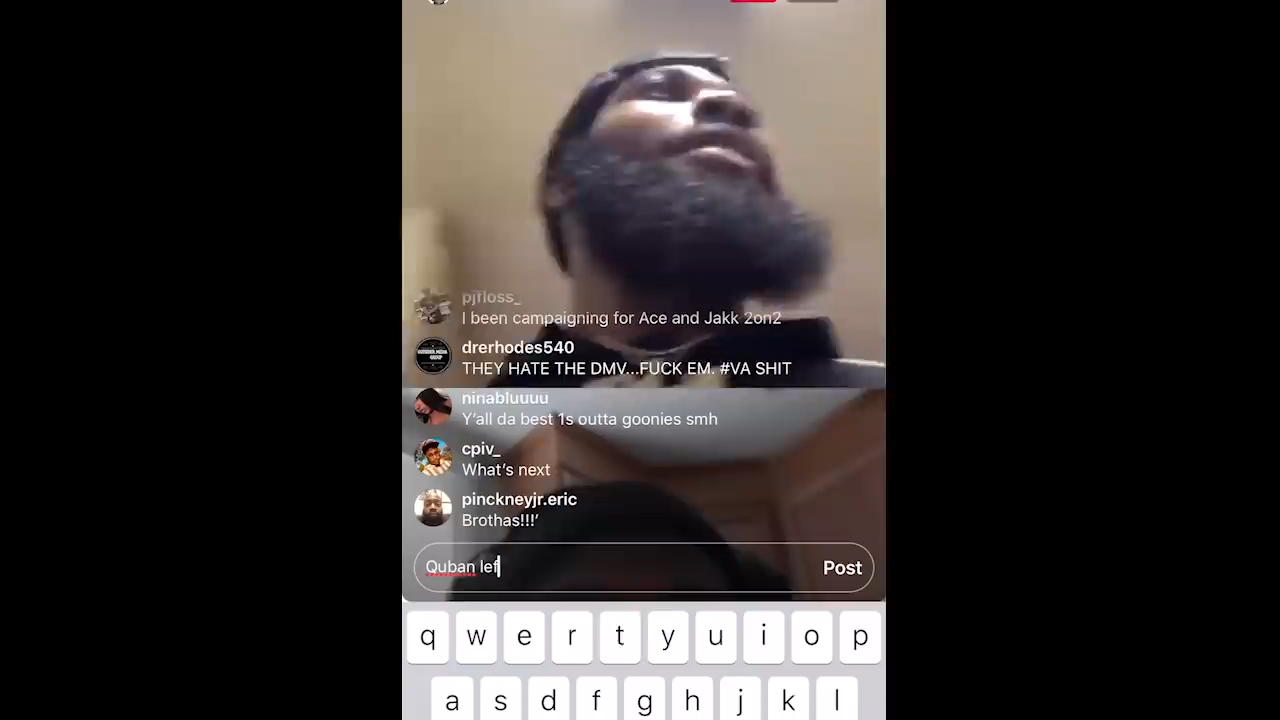 pjfloss_
I been campaigning for Ace and Jakk 2on2
drerhodes540
THEY HATE THE DMV...FUCK EM. #VA SHIT
ninabluuuu
Y'all da best 1s outta goonies smh
cpiv_
What's next
pinckneyjr.eric
Brothas!!!'
Quban lef
Post
q w e r t y u i o p
a s d f g h j k l